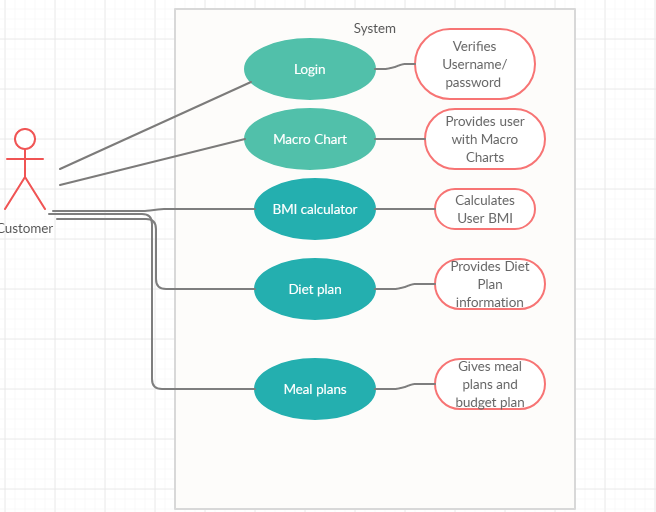 System
Login
Verifies
Username/
password
Macro Chart
Provides user
with Macro
Charts
BMI calculator
Calculates
User BMI
Customer
Diet plan
Provides Diet
Plan
information
Meal plans
Gives meal
plans and
budget plan